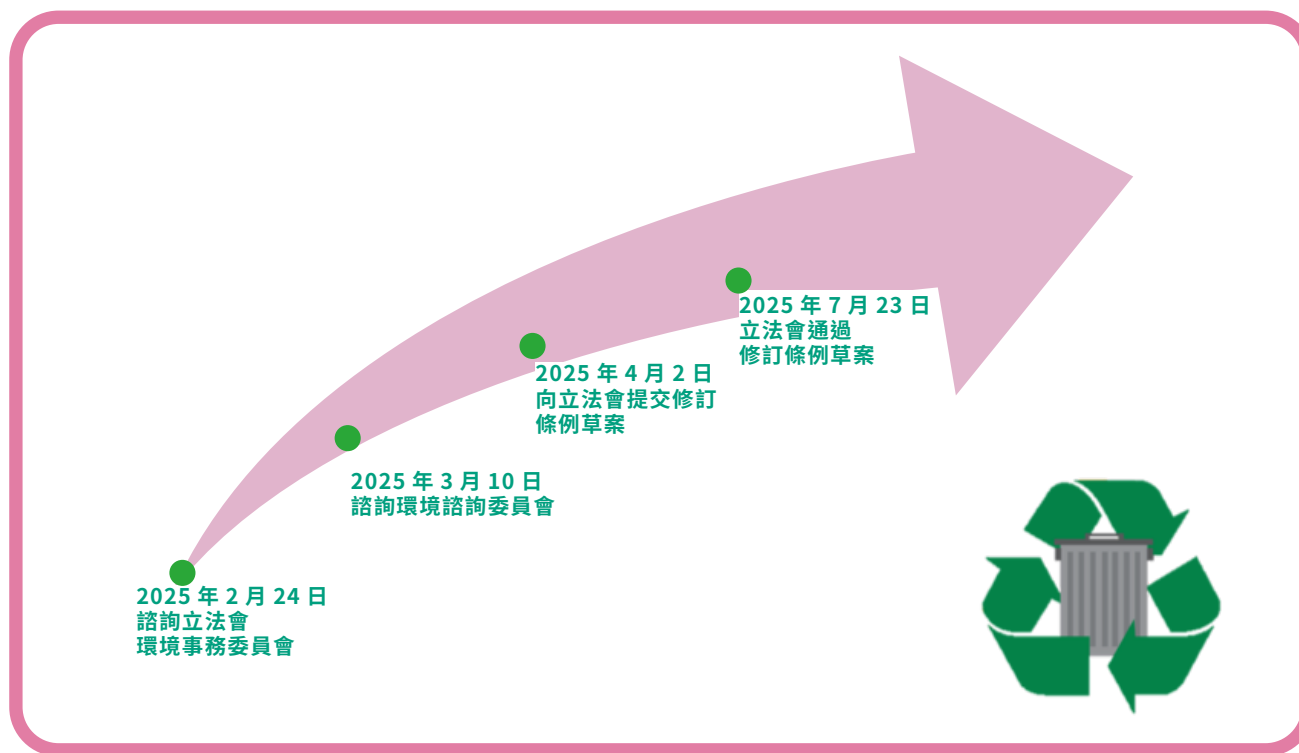 2025 年 2 月 24 日
諮詢立法會
環境事務委員會
2025 年 3 月 10 日
諮詢環境諮詢委員會
2025 年 4 月 2 日
向立法會提交修訂
條例草案
2025 年 7 月 23 日
立法會通過
修訂條例草案